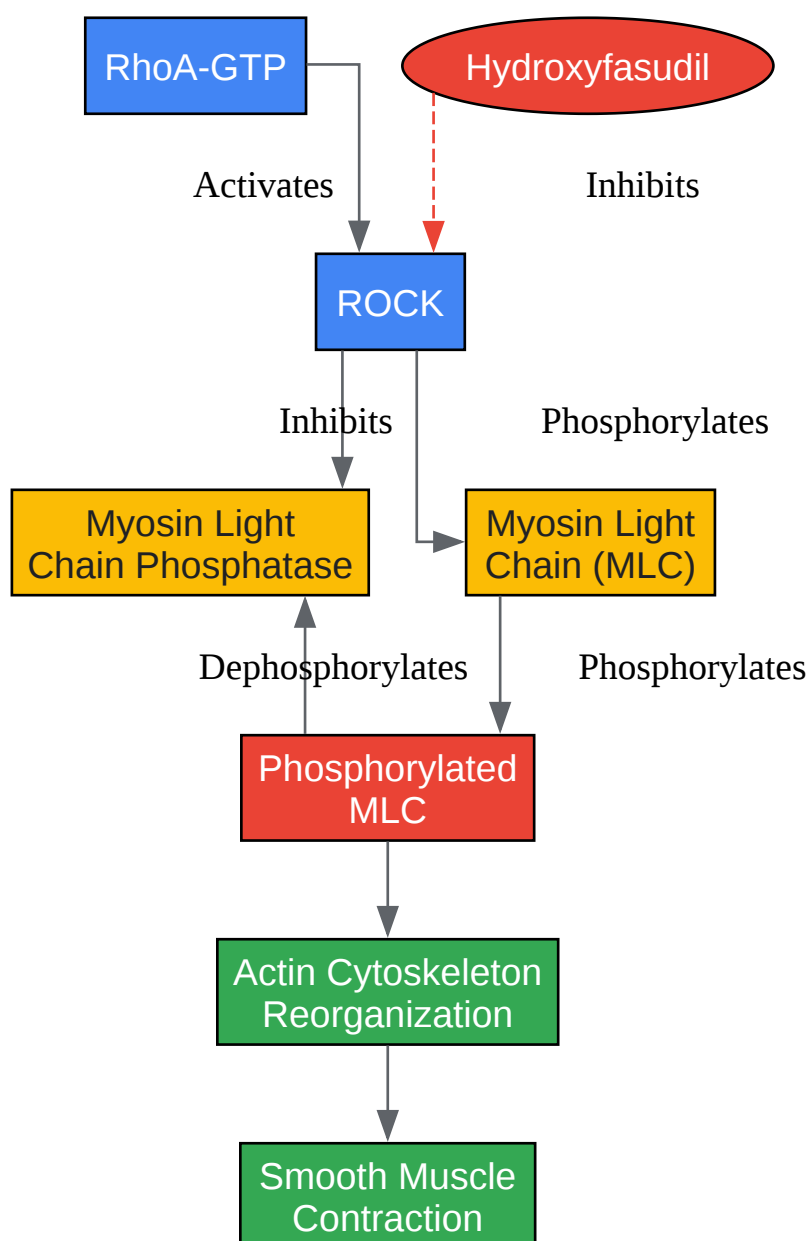 RhoA-GTP
Hydroxyfasudil
Activates
Inhibits
ROCK
Inhibits
Phosphorylates
Myosin Light
Chain Phosphatase
Myosin Light
Chain (MLC)
Dephosphorylates
Phosphorylates
Phosphorylated
MLC
Actin Cytoskeleton
Reorganization
Smooth Muscle
Contraction